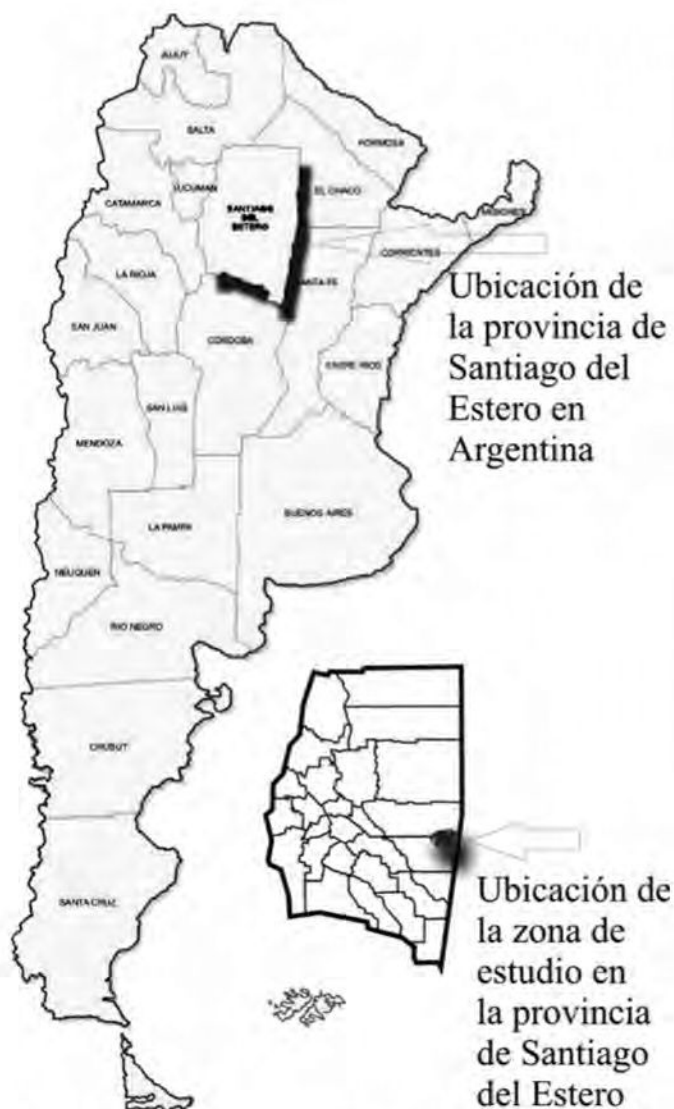 JUJUY
SALTA
FORMOSA
TUCUMAN
EL CHACO
CATAMARCA
SANTIAGO
DEL
ESTERO
MISIONES
CORRIENTES
LA RIOJA
SANTA FE
Ubicación de
la provincia de
Santiago del
Estero en
Argentina
SAN JUAN
CORDOBA
ENTRE RIOS
SAN LUIS
MENDOZA
BUENOS AIRES
LA PAMPA
NEUQUEN
RIO NEGRO
CHUBUT
SANTA CRUZ
Ubicación de
la zona de
estudio en
la provincia
de Santiago
del Estero